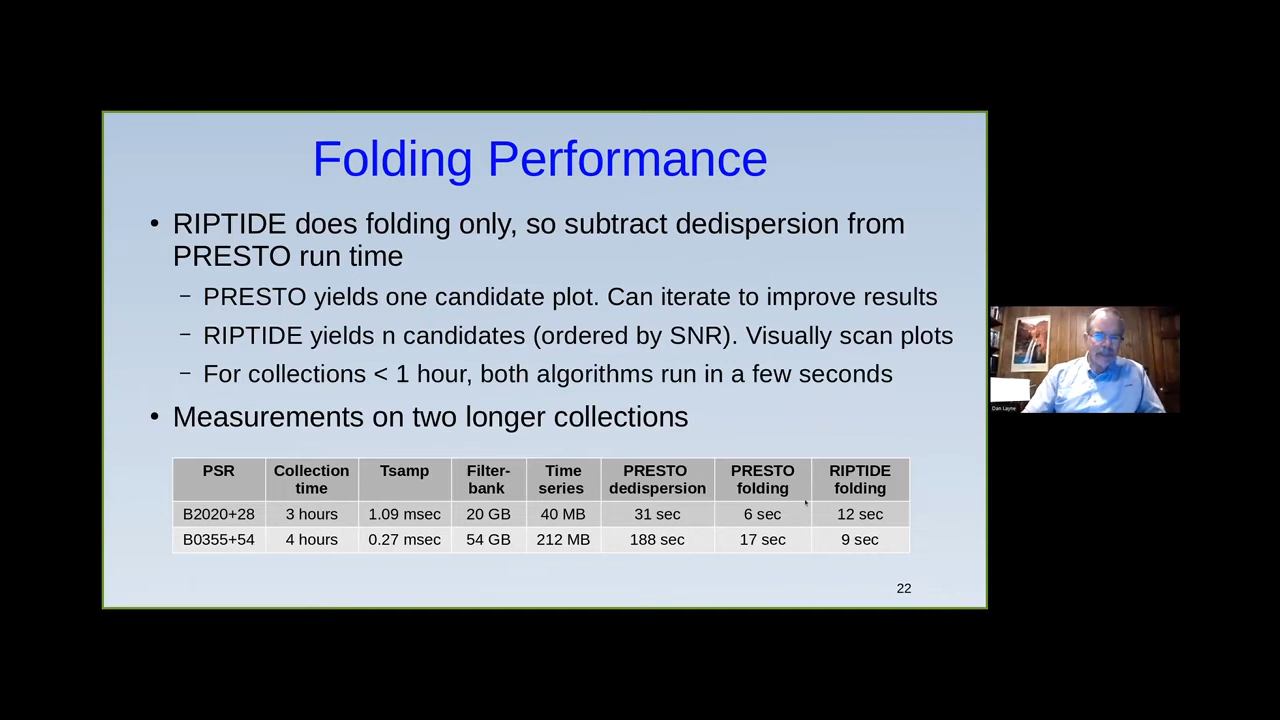 Folding Performance
• RIPTIDE does folding only, so subtract dedispersion from
PRESTO run time
– PRESTO yields one candidate plot. Can iterate to improve results
– RIPTIDE yields n candidates (ordered by SNR). Visually scan plots
– For collections < 1 hour, both algorithms run in a few seconds
• Measurements on two longer collections
PSR Collection time Tsamp Filter-bank Time series PRESTO dedispersion PRESTO folding RIPTIDE folding
B2020+28 3 hours 1.09 msec 20 GB 40 MB 31 sec 6 sec 12 sec
B0355+54 4 hours 0.27 msec 54 GB 212 MB 188 sec 17 sec 9 sec
22
Dan Layne